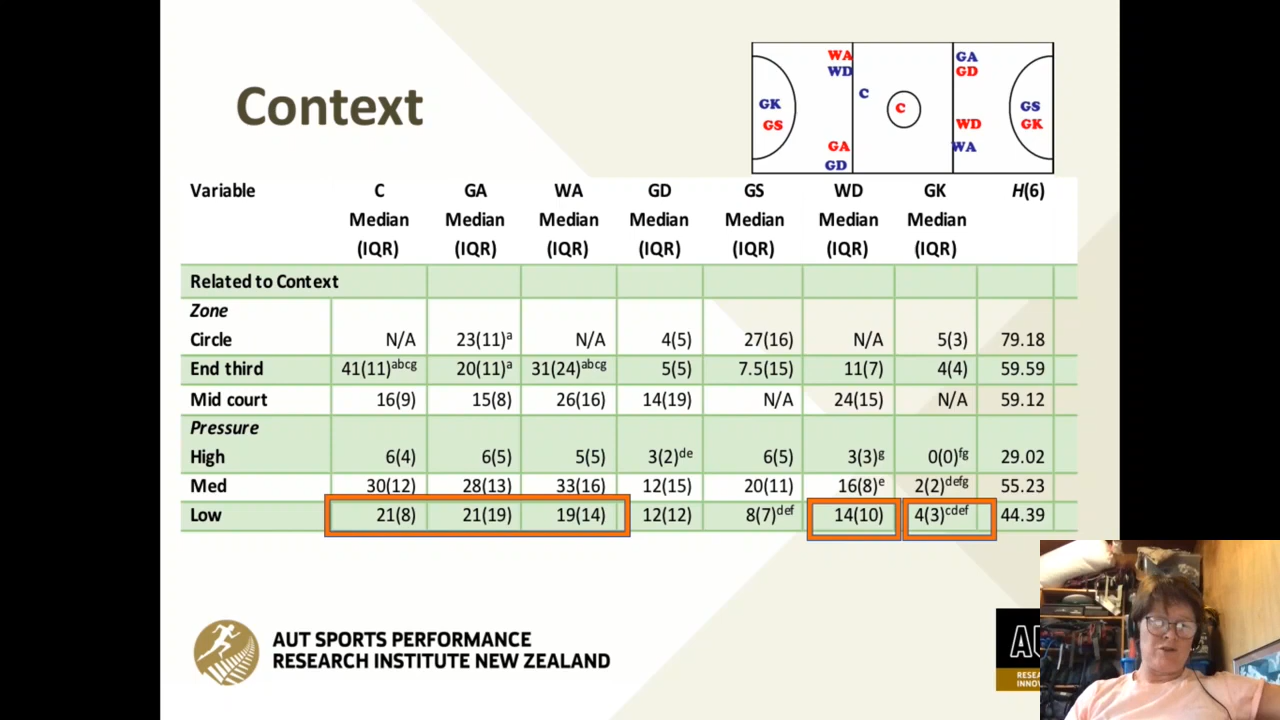 Context
WA
WD
GA
GD
C
C
GK
GS
GS
GK
WD
WA
GA
GD
Variable C GA WA GD GS WD GK H(6)
Median Median Median Median Median Median Median
(IQR) (IQR) (IQR) (IQR) (IQR) (IQR) (IQR)
Related to Context
Zone
Circle N/A 23(11)a N/A 4(5) 27(16) N/A 5(3) 79.18
End third 41(11)abcg 20(11)a 31(24)abcg 5(5) 7.5(15) 11(7) 4(4) 59.59
Mid court 16(9) 15(8) 26(16) 14(19) N/A 24(15) N/A 59.12
Pressure
High 6(4) 6(5) 5(5) 3(2)de 6(5) 3(3)g 0(0)fg 29.02
Med 30(12) 28(13) 33(16) 12(15) 20(11) 16(8)e 2(2)defg 55.23
Low 21(8) 21(19) 19(14) 12(12) 8(7)def 14(10) 4(3)cdef 44.39
AUT SPORTS PERFORMANCE
RESEARCH INSTITUTE NEW ZEALAND